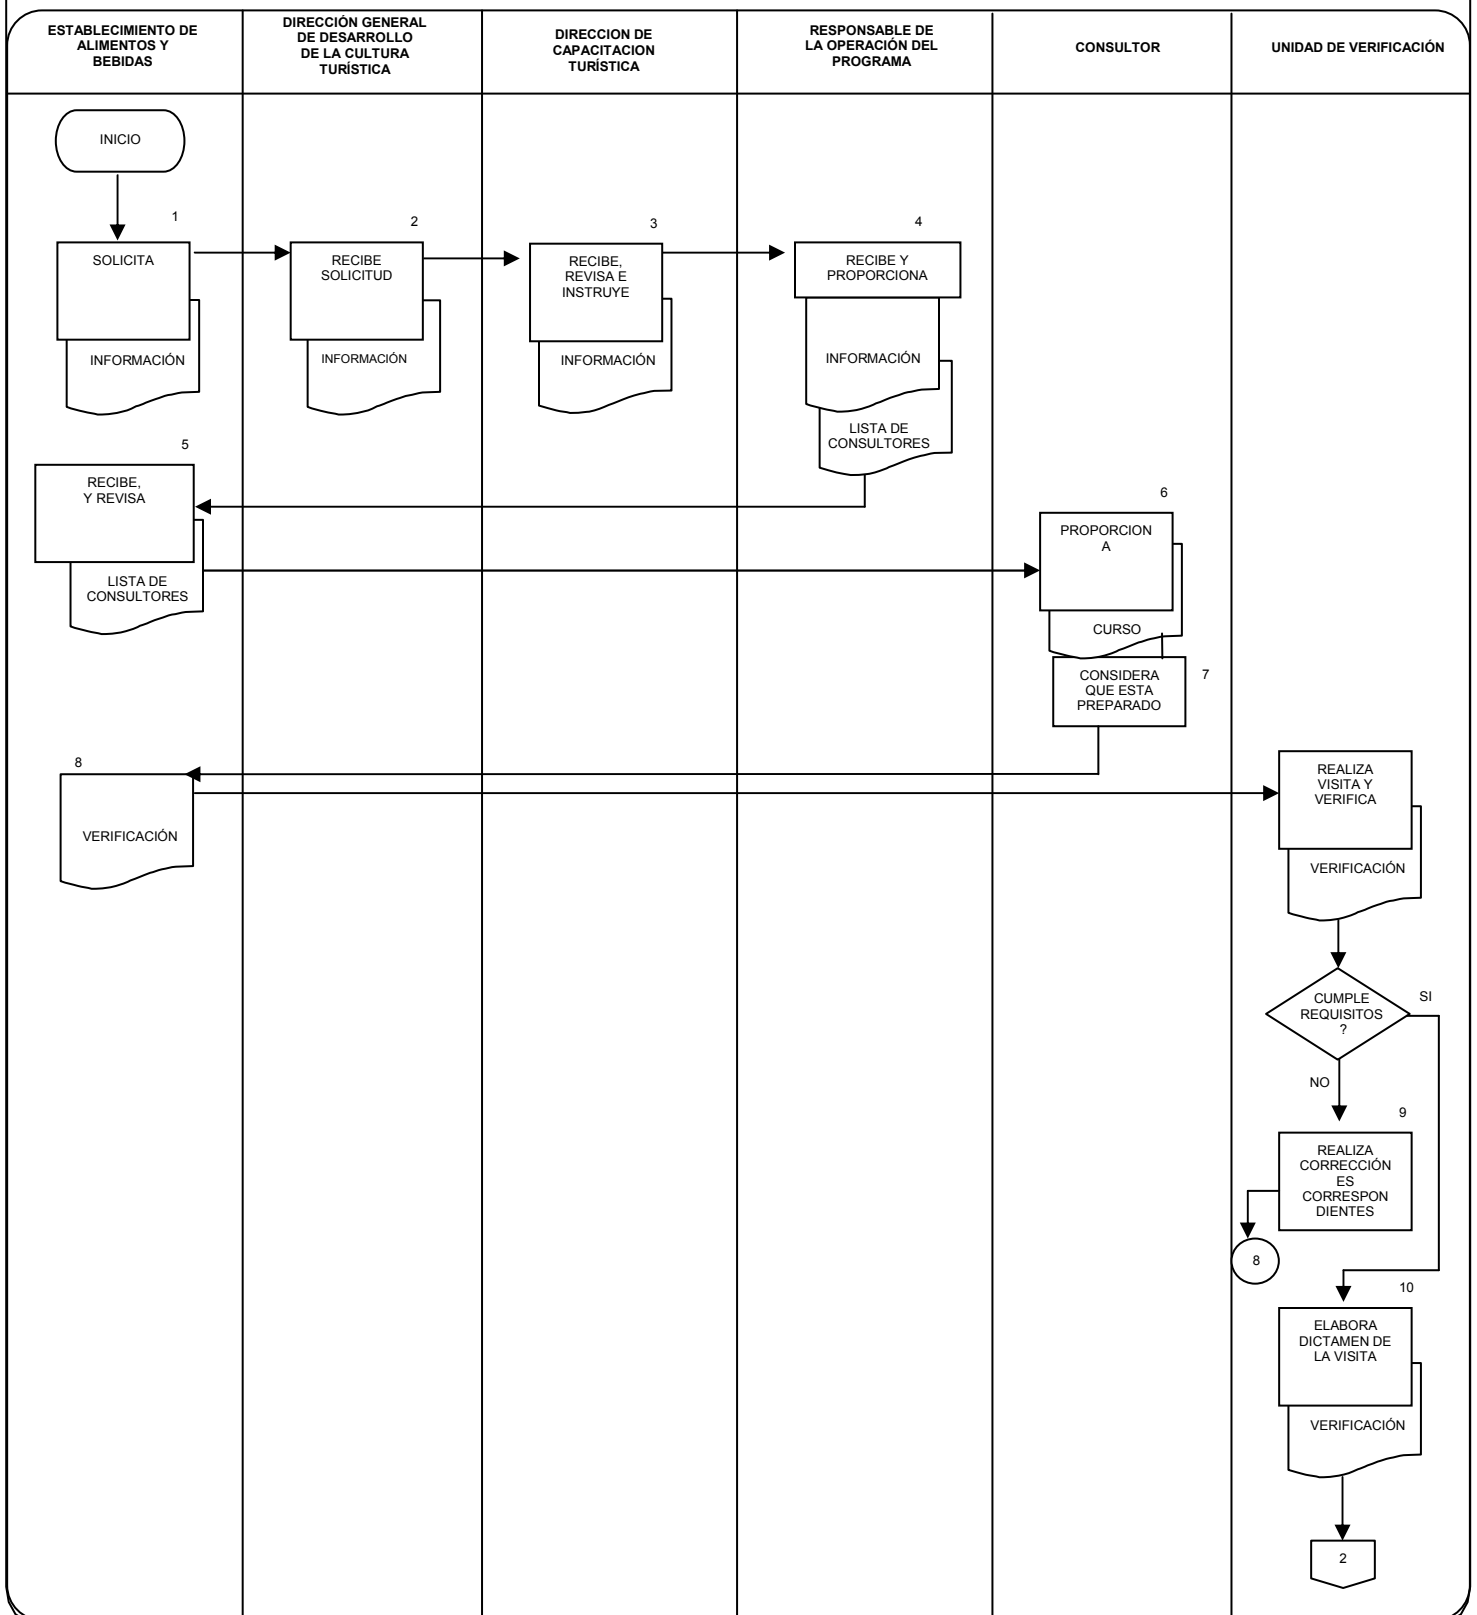 ESTABLECIMIENTO DE
ALIMENTOS Y
BEBIDAS
DIRECCIÓN GENERAL
DE DESARROLLO
DE LA CULTURA
TURÍSTICA
DIRECCION DE
CAPACITACION
TURÍSTICA
RESPONSABLE DE
LA OPERACIÓN DEL
PROGRAMA
CONSULTOR
UNIDAD DE VERIFICACIÓN
INICIO
1
SOLICITA
INFORMACIÓN
2
RECIBE
SOLICITUD
INFORMACIÓN
3
RECIBE,
REVISA E
INSTRUYE
INFORMACIÓN
4
RECIBE Y
PROPORCIONA
INFORMACIÓN
LISTA DE
CONSULTORES
5
RECIBE,
Y REVISA
LISTA DE
CONSULTORES
6
PROPORCION
A
CURSO
7
CONSIDERA
QUE ESTA
PREPARADO
8
VERIFICACIÓN
REALIZA
VISITA Y
VERIFICA
VERIFICACIÓN
CUMPLE
REQUISITOS
?
SI
NO
9
REALIZA
CORRECCIÓN
ES
CORRESPON
DIENTES
8
10
ELABORA
DICTAMEN DE
LA VISITA
VERIFICACIÓN
2